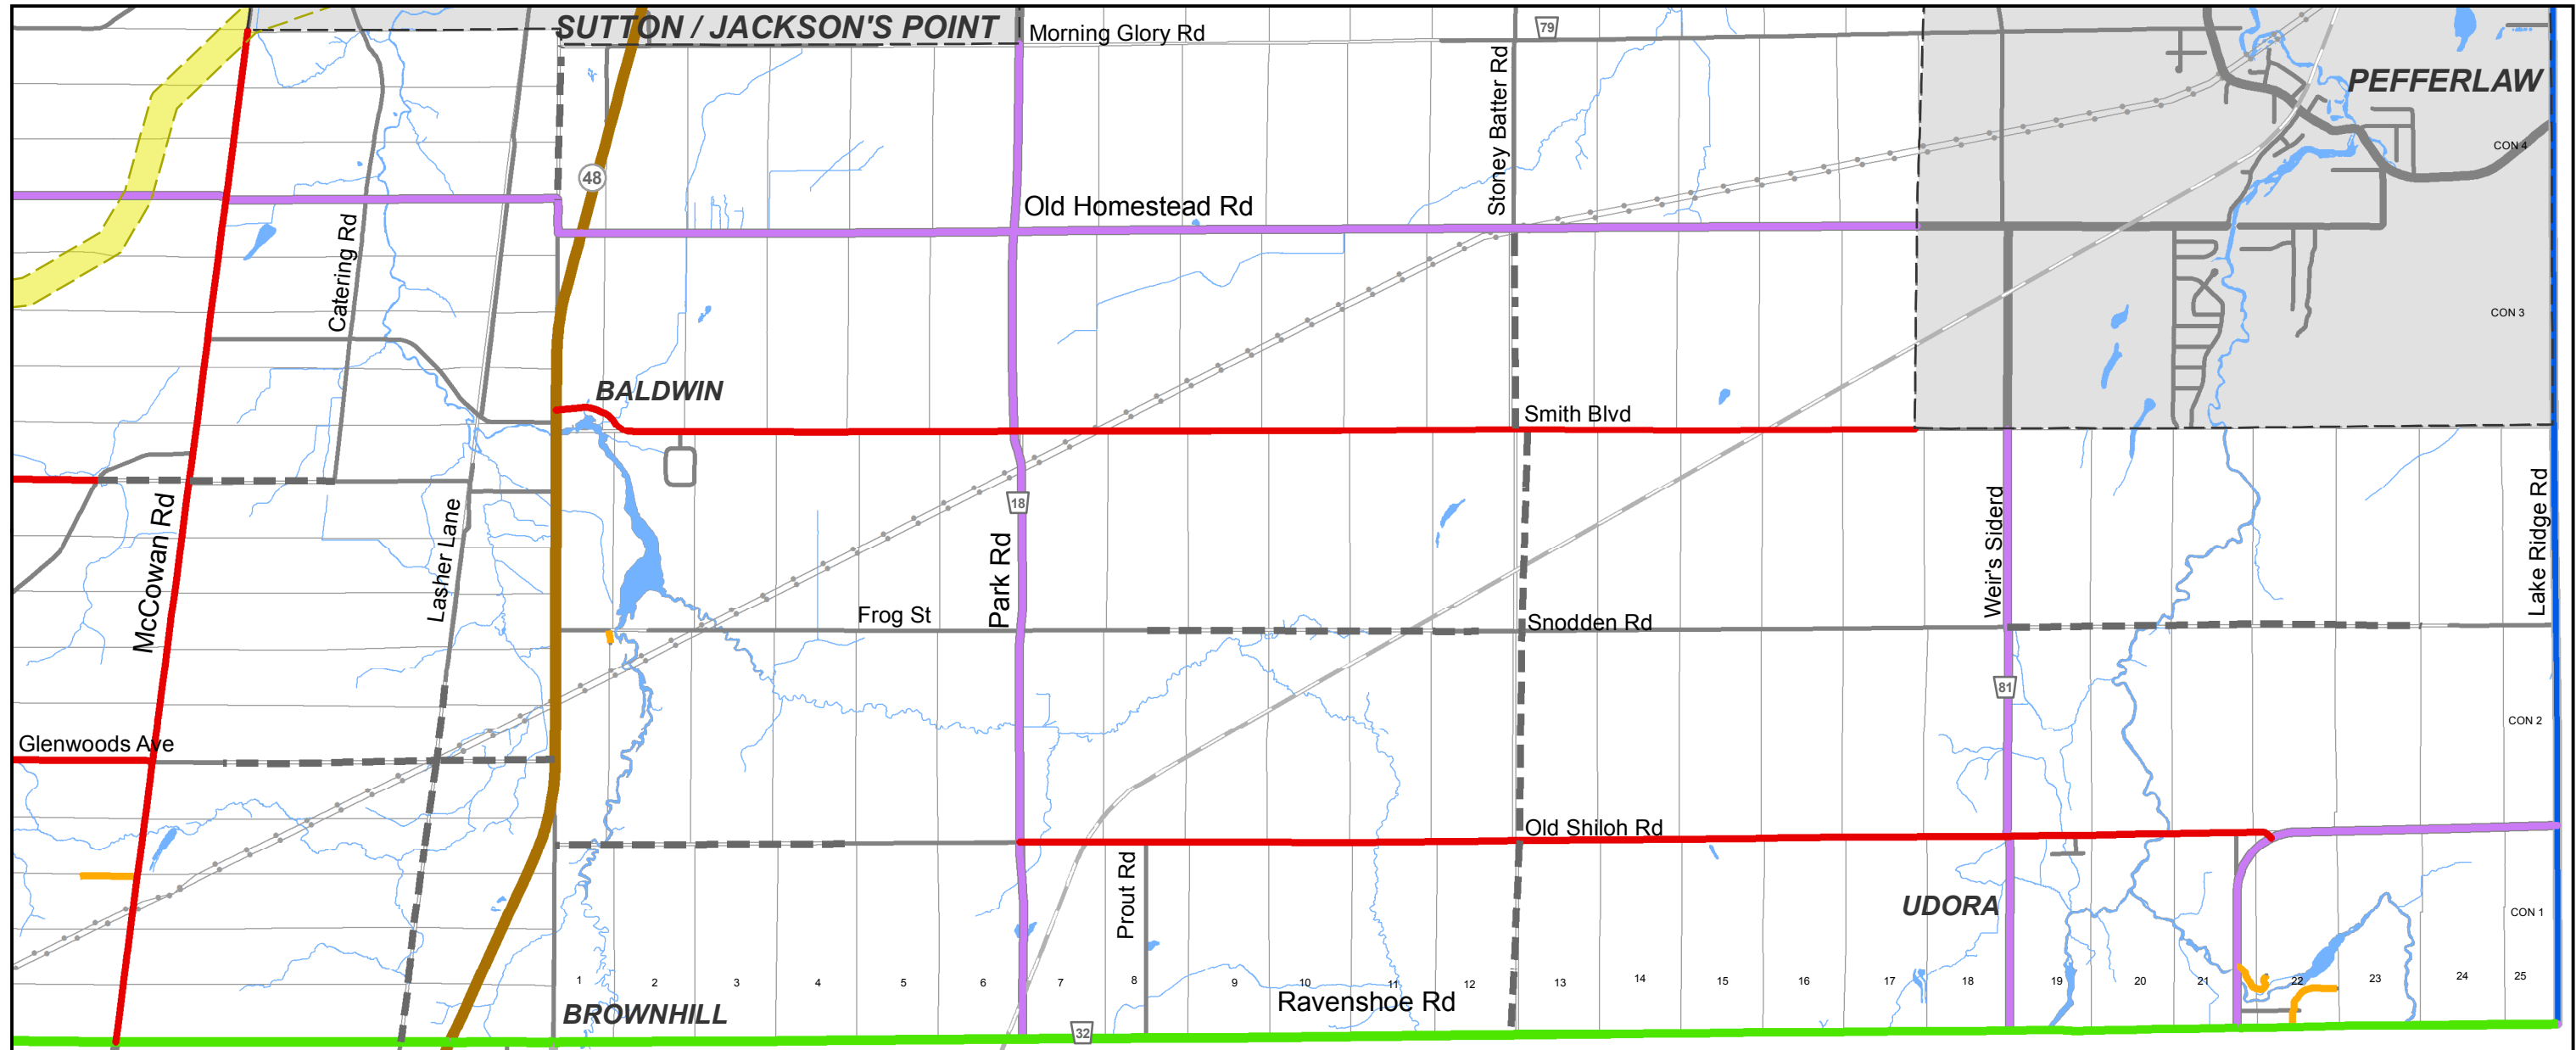 SUTTON / JACKSON'S POINT
Morning Glory Rd
79
PEFFERLAW
Stoney Batter Rd
CON 4
48
Old Homestead Rd
Catering Rd
CON 3
BALDWIN
Smith Blvd
McCowan Rd
Lasher Lane
18
Park Rd
Weir's Siderd
Lake Ridge Rd
Frog St
Snodden Rd
81
CON 2
Glenwoods Ave
Old Shiloh Rd
Prout Rd
UDORA
CON 1
1 2 3 4 5 6 7 8 9 10 11 12 13 14 15 16 17 18 19 20 21 22 23 24 25
BROWNHILL
Ravenshoe Rd
32